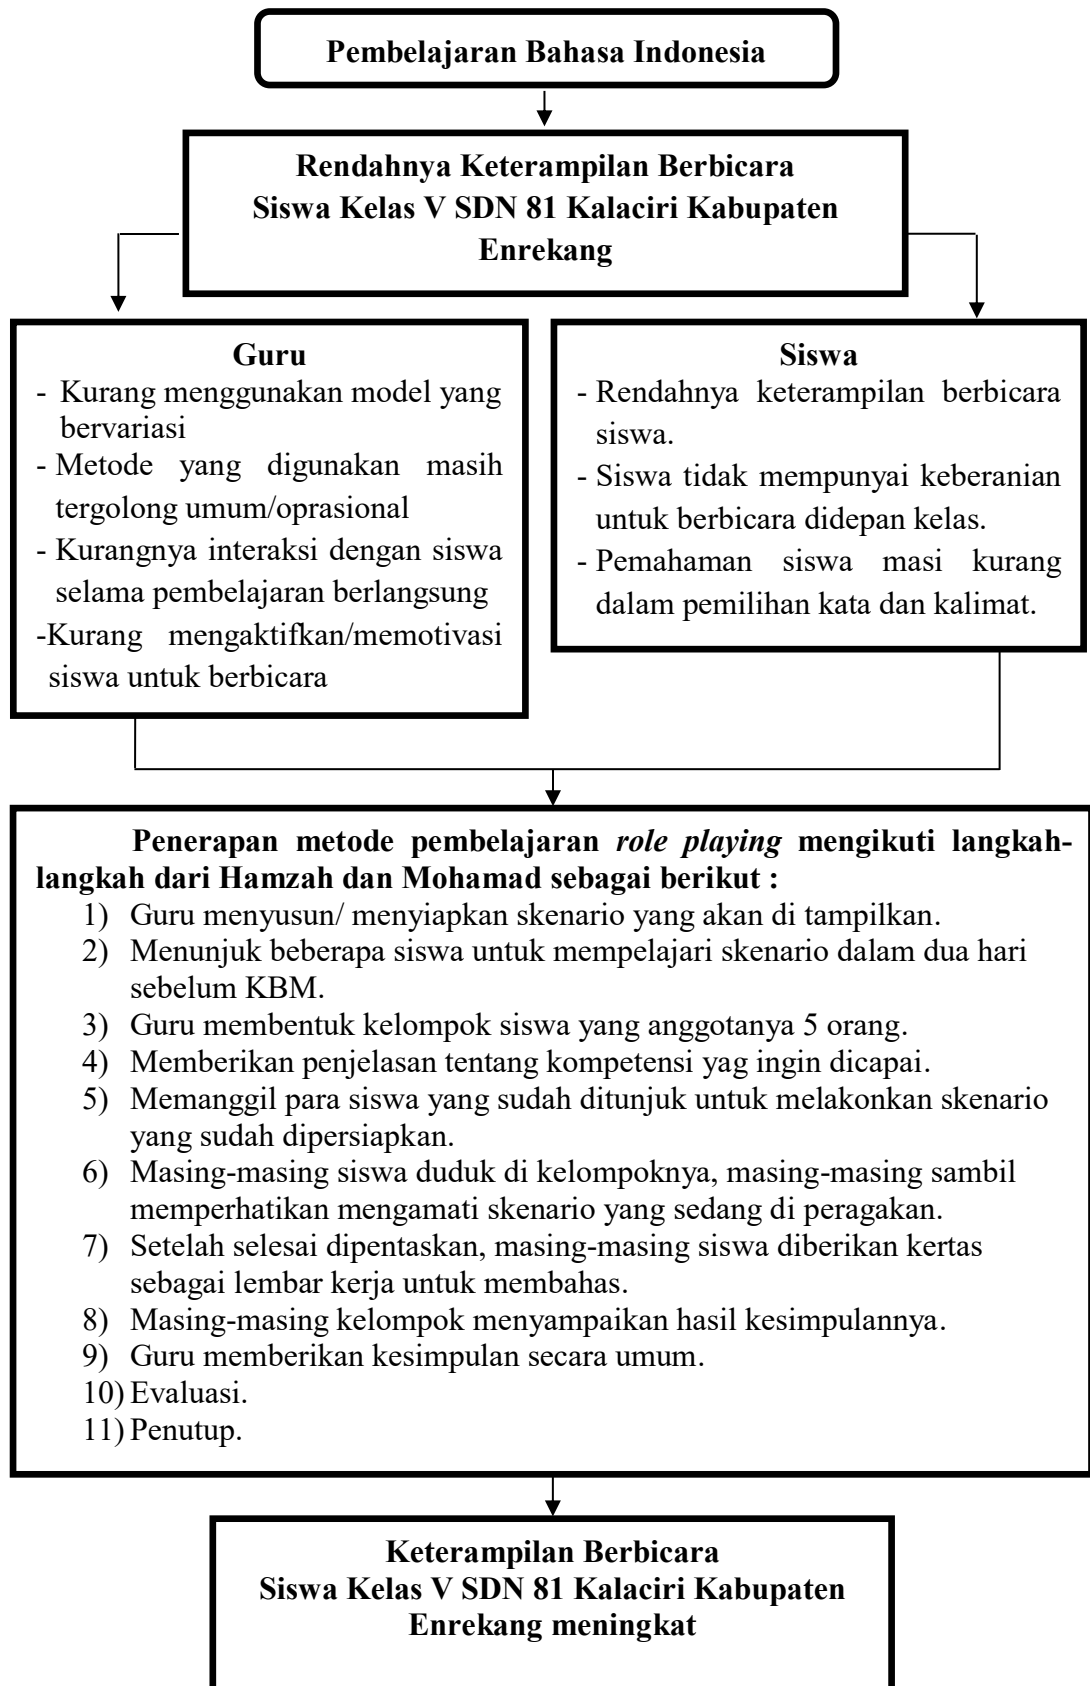 Pembelajaran Bahasa Indonesia
Rendahnya Keterampilan Berbicara
Siswa Kelas V SDN 81 Kalaciri Kabupaten
Enrekang
Guru
- Kurang menggunakan model yang
bervariasi
- Metode yang digunakan masih
tergolong umum/oprasional
- Kurangnya interaksi dengan siswa
selama pembelajaran berlangsung
-Kurang mengaktifkan/memotivasi
siswa untuk berbicara
Siswa
- Rendahnya keterampilan berbicara
siswa.
- Siswa tidak mempunyai keberanian
untuk berbicara didepan kelas.
- Pemahaman siswa masi kurang
dalam pemilihan kata dan kalimat.
Penerapan metode pembelajaran role playing mengikuti langkah-
langkah dari Hamzah dan Mohamad sebagai berikut :
1) Guru menyusun/ menyiapkan skenario yang akan di tampilkan.
2) Menunjuk beberapa siswa untuk mempelajari skenario dalam dua hari
sebelum KBM.
3) Guru membentuk kelompok siswa yang anggotanya 5 orang.
4) Memberikan penjelasan tentang kompetensi yag ingin dicapai.
5) Memanggil para siswa yang sudah ditunjuk untuk melakonkan skenario
yang sudah dipersiapkan.
6) Masing-masing siswa duduk di kelompoknya, masing-masing sambil
memperhatikan mengamati skenario yang sedang di peragakan.
7) Setelah selesai dipentaskan, masing-masing siswa diberikan kertas
sebagai lembar kerja untuk membahas.
8) Masing-masing kelompok menyampaikan hasil kesimpulannya.
9) Guru memberikan kesimpulan secara umum.
10) Evaluasi.
11) Penutup.
Keterampilan Berbicara
Siswa Kelas V SDN 81 Kalaciri Kabupaten
Enrekang meningkat